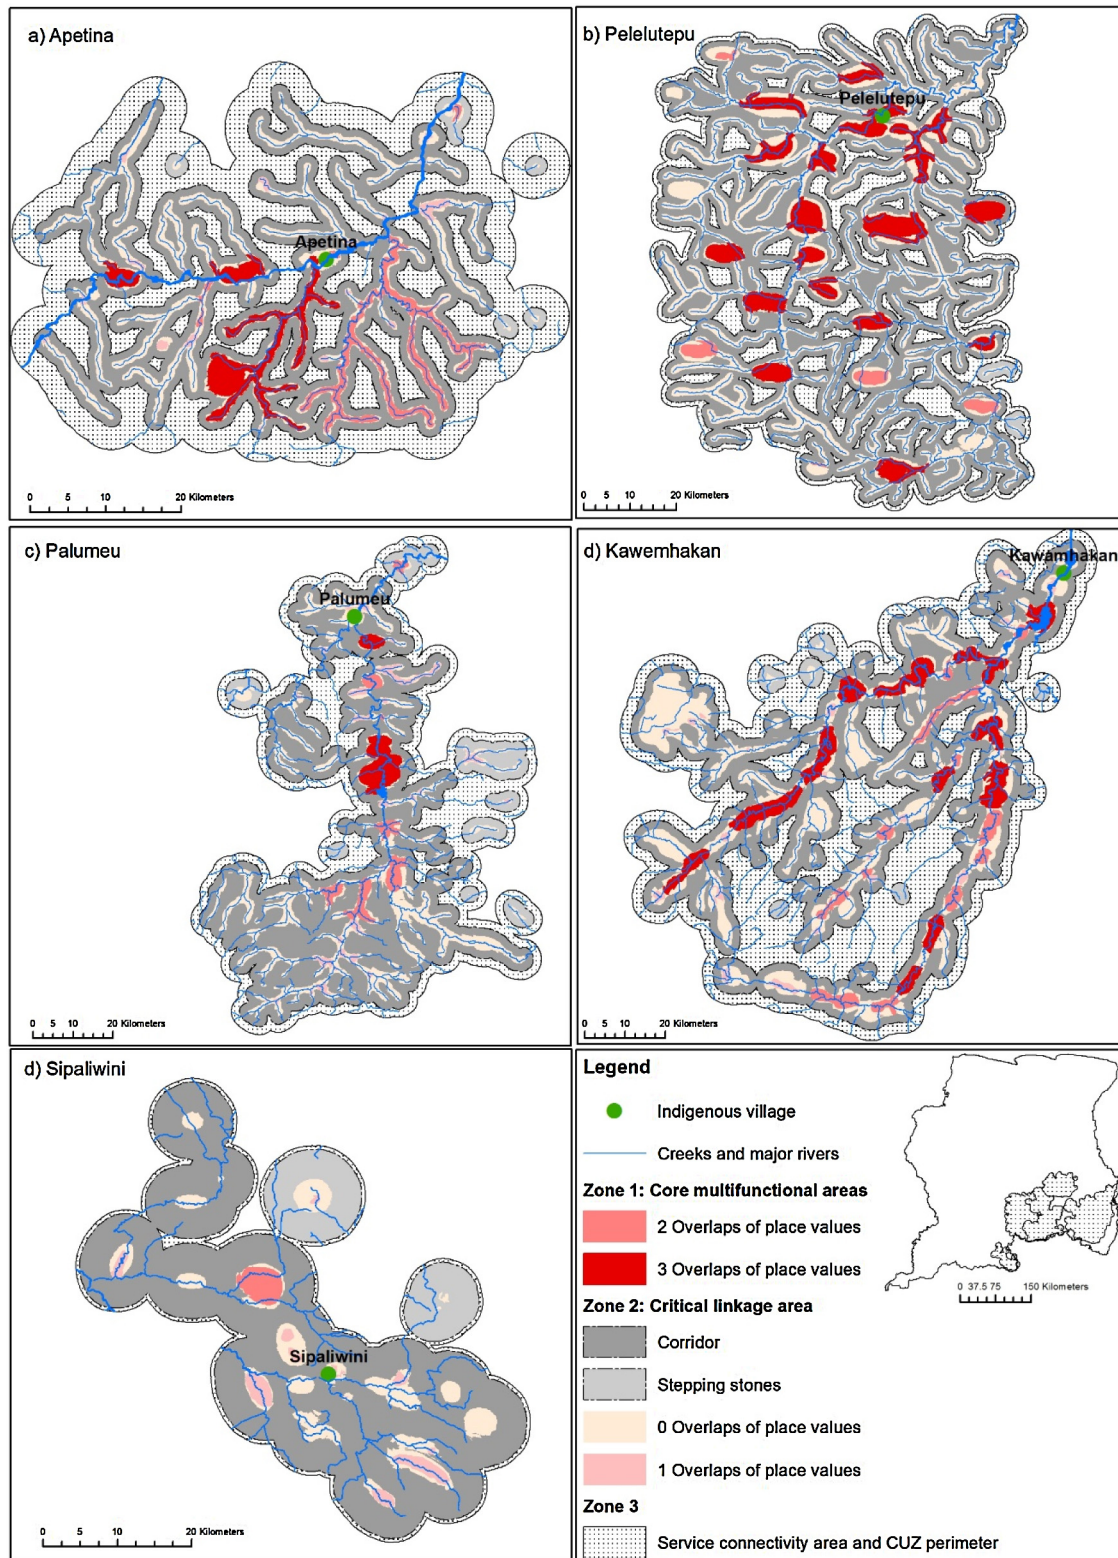 a) Apetina
Apetina
0 5 10 20 Kilometers
b) Pelelutepu
Pelelutepu
0 5 10 20 Kilometers
c) Palumeu
Palumeu
0 5 10 20 Kilometers
d) Kawemhakan
Kawamhakan
0 5 10 20 Kilometers
d) Sipaliwini
Sipaliwini
0 5 10 20 Kilometers
Legend
Indigenous village
Creeks and major rivers
Zone 1: Core multifunctional areas
2 Overlaps of place values
3 Overlaps of place values
Zone 2: Critical linkage area
Corridor
Stepping stones
0 Overlaps of place values
1 Overlaps of place values
Zone 3
Service connectivity area and CUZ perimeter
0 37.5 75 150 Kilometers